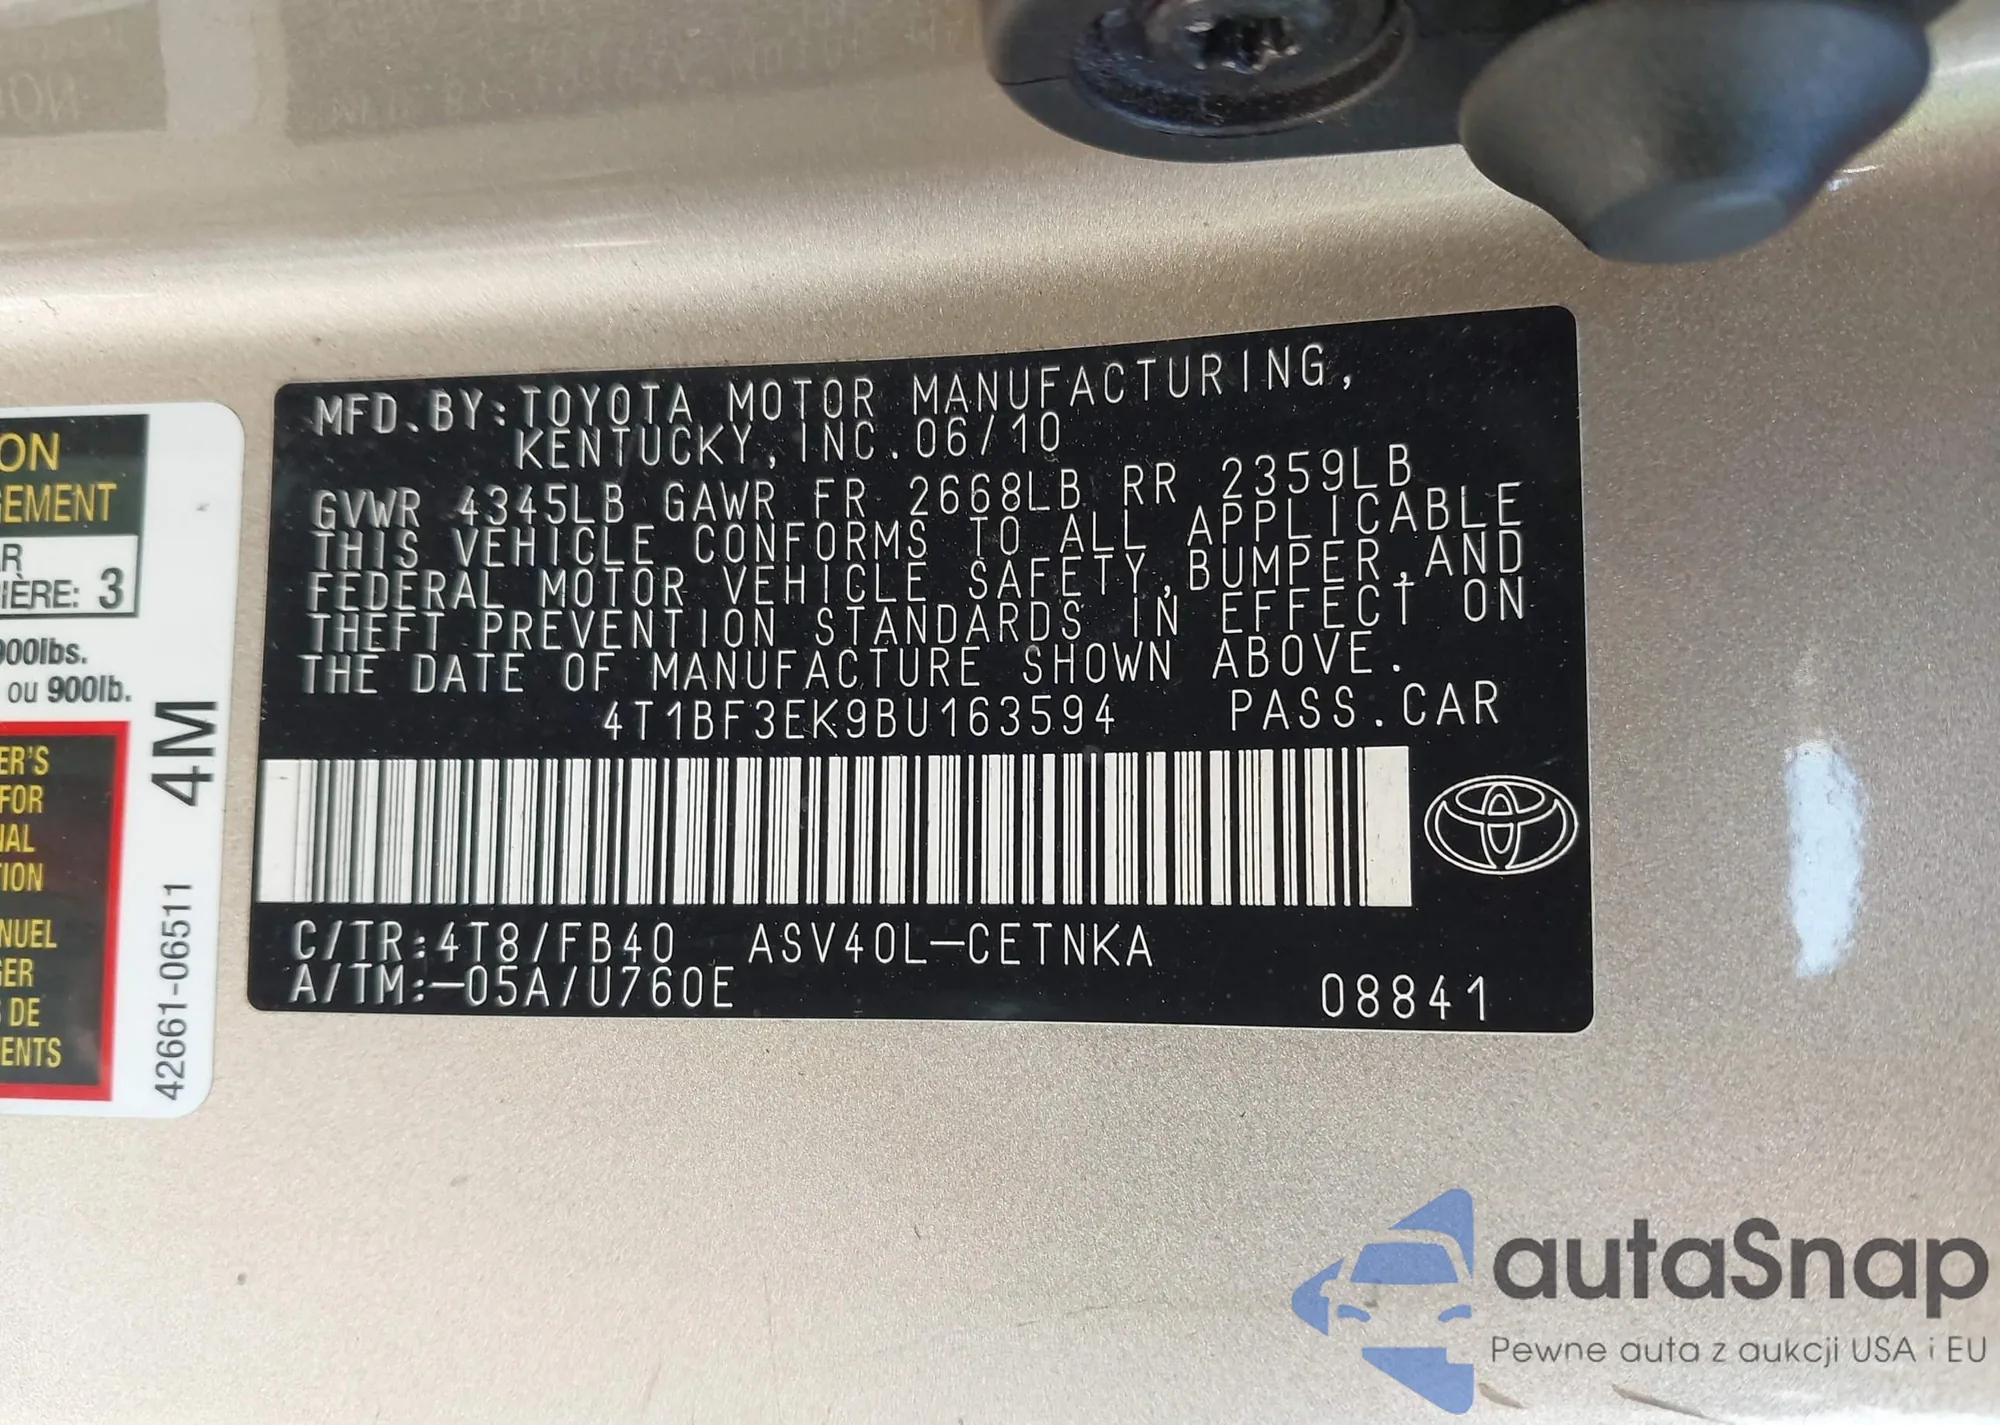 MFD. BY: TOYOTA MOTOR MANUFACTURING,
KENTUCKY, INC. 06/10
GVWR 4345LB GAWR FR 2668LB RR 2359LB
THIS VEHICLE CONFORMS TO ALL APPLICABLE
FEDERAL MOTOR VEHICLE SAFETY, BUMPER, AND
THEFT PREVENTION STANDARDS IN EFFECT ON
THE DATE OF MANUFACTURE SHOWN ABOVE.
4T1BF3EK9BU163594 PASS. CAR
C/TR: 4T8/FB40 ASV40L-CETNKA
A/TM: -05A/U760E
08841
ON
EMENT
R
IÈRE: 3
900lbs.
ou 900lb.
ER'S
FOR
NAL
ION
NUEL
GER
S DE
ENTS
4M
42661-06511
autaSnap
Pewne auta z aukcji USA i EU